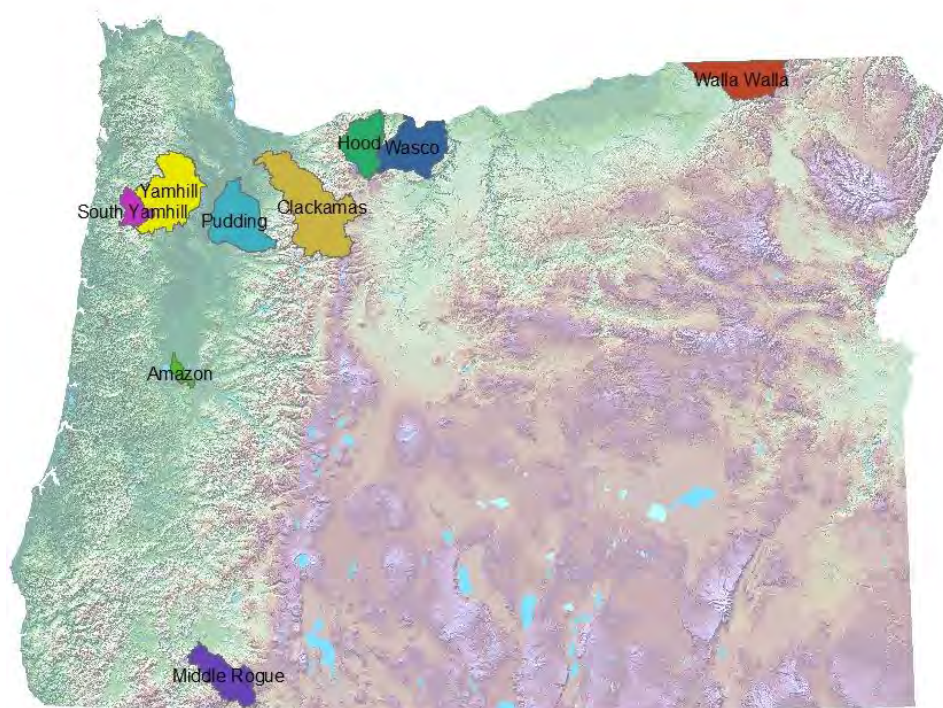 Walla Walla
Hood
Wasco
Yamhill
South Yamhill
Pudding
Clackamas
Amazon
Middle Rogue